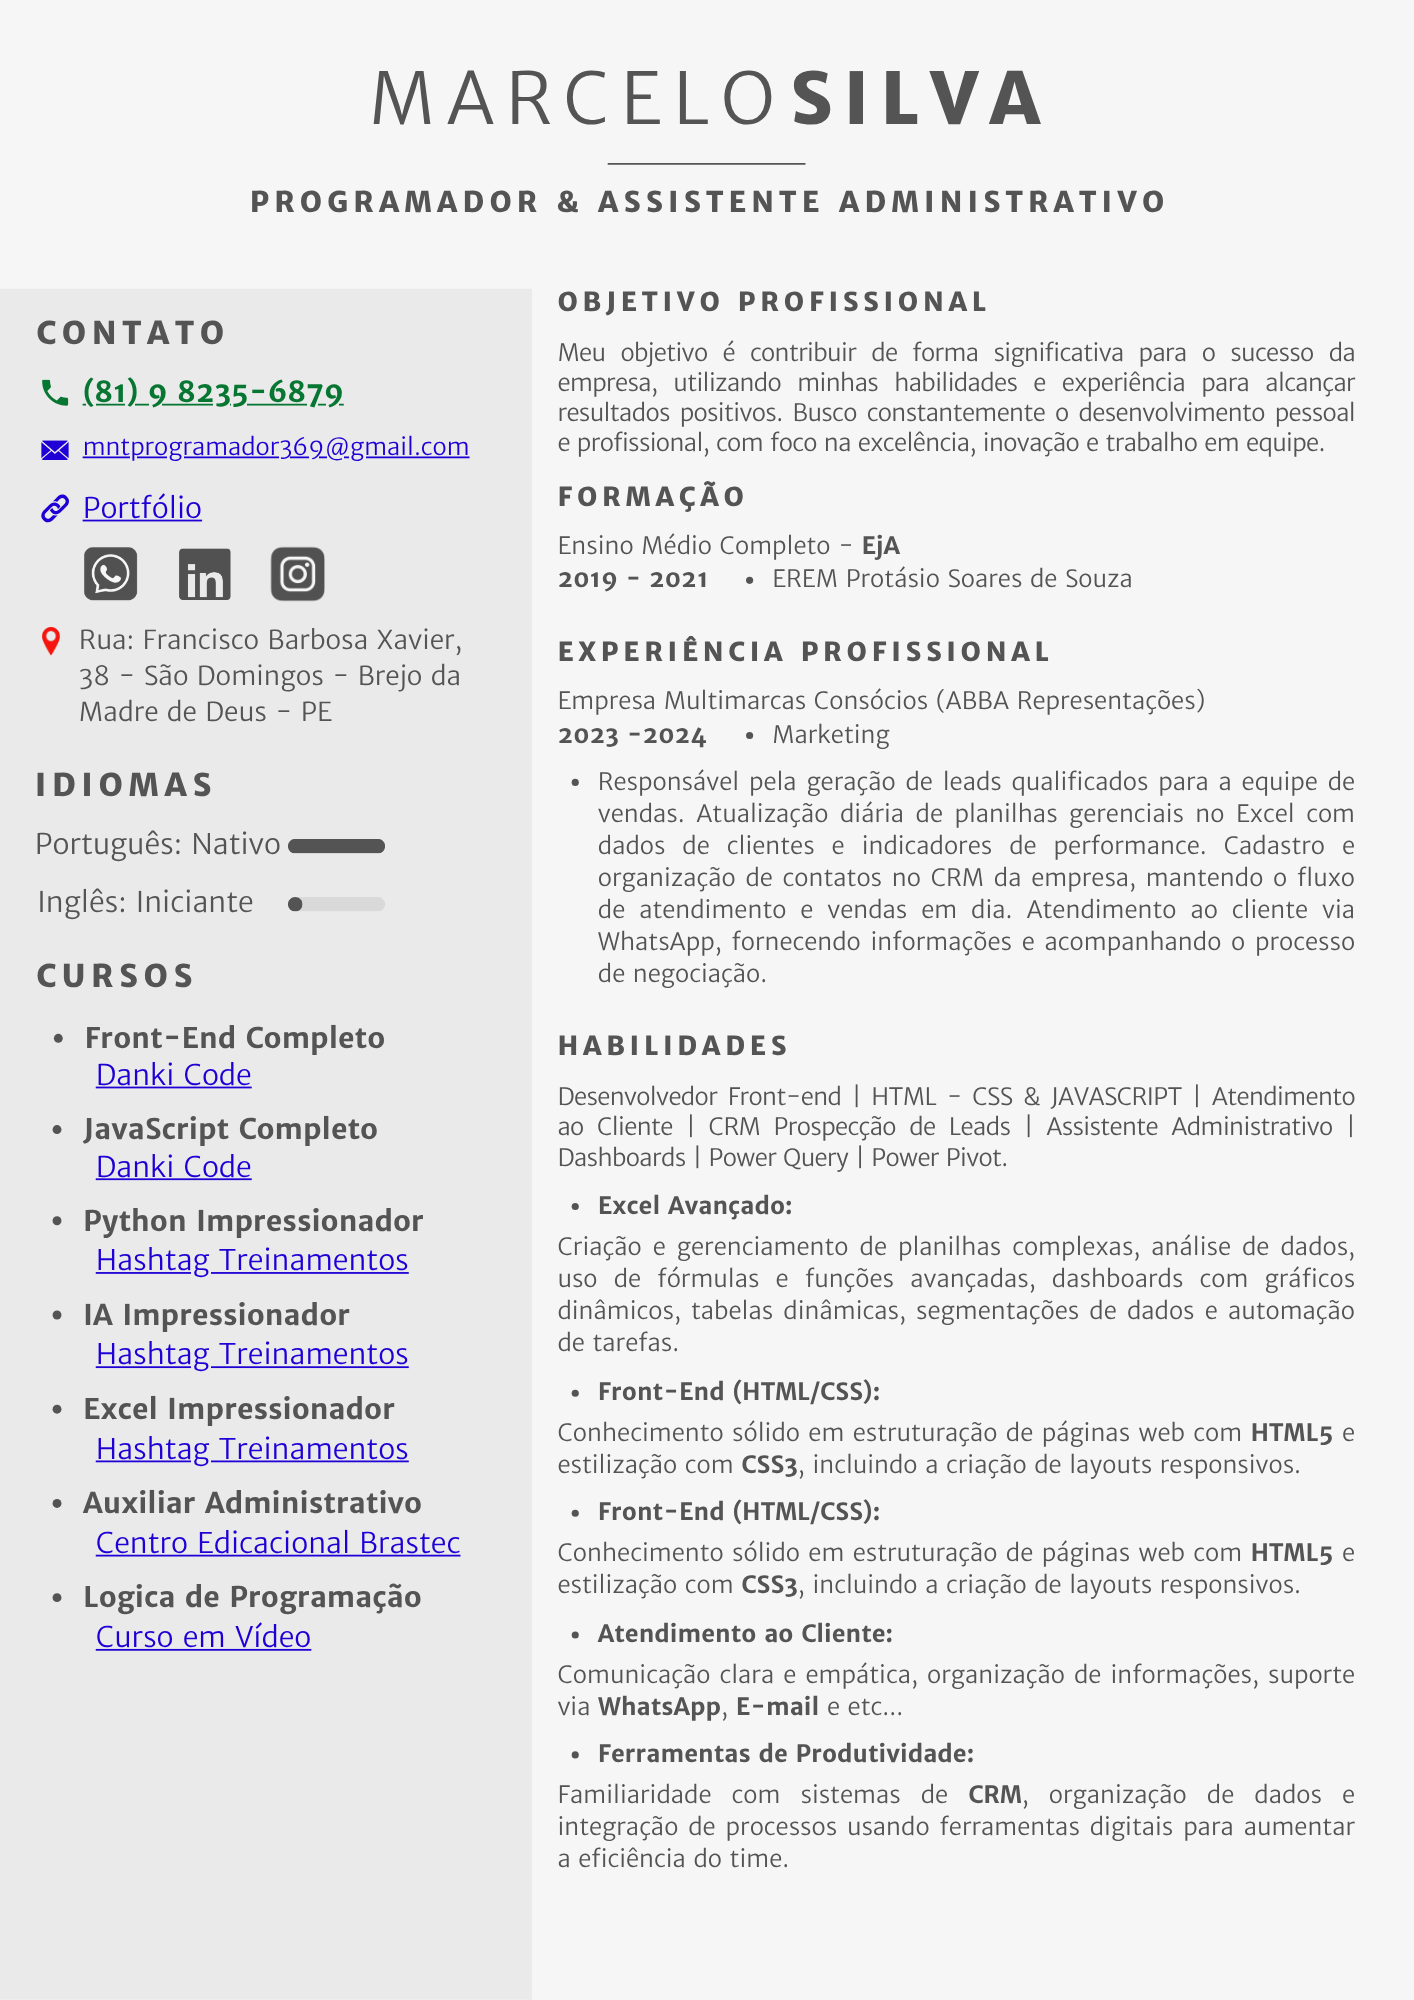 MARCELOSILVA
PROGRAMADOR & ASSISTENTE ADMINISTRATIVO
CONTATO
(81) 9 8235-6879
mntprogramador369@gmail.com
Portfólio
Rua: Francisco Barbosa Xavier,
38 - São Domingos - Brejo da
Madre de Deus - PE
IDIOMAS
Português: Nativo
Inglês: Iniciante
CURSOS
• Front-End Completo
Danki Code
• JavaScript Completo
Danki Code
• Python Impressionador
Hashtag Treinamentos
• IA Impressionador
Hashtag Treinamentos
• Excel Impressionador
Hashtag Treinamentos
• Auxiliar Administrativo
Centro Edicacional Brastec
• Logica de Programação
Curso em Vídeo
OBJETIVO PROFISSIONAL
Meu objetivo é contribuir de forma significativa para o sucesso da
empresa, utilizando minhas habilidades e experiência para alcançar
resultados positivos. Busco constantemente o desenvolvimento pessoal
e profissional, com foco na excelência, inovação e trabalho em equipe.
FORMAÇÃO
Ensino Médio Completo - EjA
2019 - 2021 • EREM Protásio Soares de Souza
EXPERIÊNCIA PROFISSIONAL
Empresa Multimarcas Consócios (ABBA Representações)
2023 -2024 • Marketing
• Responsável pela geração de leads qualificados para a equipe de
vendas. Atualização diária de planilhas gerenciais no Excel com
dados de clientes e indicadores de performance. Cadastro e
organização de contatos no CRM da empresa, mantendo o fluxo
de atendimento e vendas em dia. Atendimento ao cliente via
WhatsApp, fornecendo informações e acompanhando o processo
de negociação.
HABILIDADES
Desenvolvedor Front-end | HTML - CSS & JAVASCRIPT | Atendimento
ao Cliente | CRM Prospecção de Leads | Assistente Administrativo |
Dashboards | Power Query | Power Pivot.
• Excel Avançado:
Criação e gerenciamento de planilhas complexas, análise de dados,
uso de fórmulas e funções avançadas, dashboards com gráficos
dinâmicos, tabelas dinâmicas, segmentações de dados e automação
de tarefas.
• Front-End (HTML/CSS):
Conhecimento sólido em estruturação de páginas web com HTML5 e
estilização com CSS3, incluindo a criação de layouts responsivos.
• Front-End (HTML/CSS):
Conhecimento sólido em estruturação de páginas web com HTML5 e
estilização com CSS3, incluindo a criação de layouts responsivos.
• Atendimento ao Cliente:
Comunicação clara e empática, organização de informações, suporte
via WhatsApp, E-mail e etc...
• Ferramentas de Produtividade:
Familiaridade com sistemas de CRM, organização de dados e
integração de processos usando ferramentas digitais para aumentar
a eficiência do time.